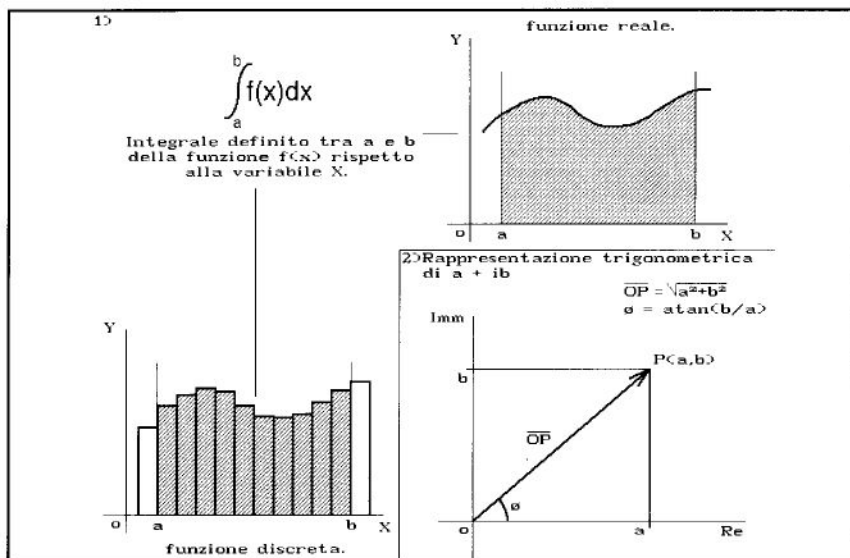 1)
b
∫f(x)dx
a
Integrale definito tra a e b
della funzione f(x) rispetto
alla variabile X.
funzione reale.
Y
o a b X
Y
o a b X
funzione discreta.
2)Rappresentazione trigonometrica
di a + ib
OP = √a²+b²
ø = atan(b/a)
Imm
P(a,b)
b
OP
ø
o a Re